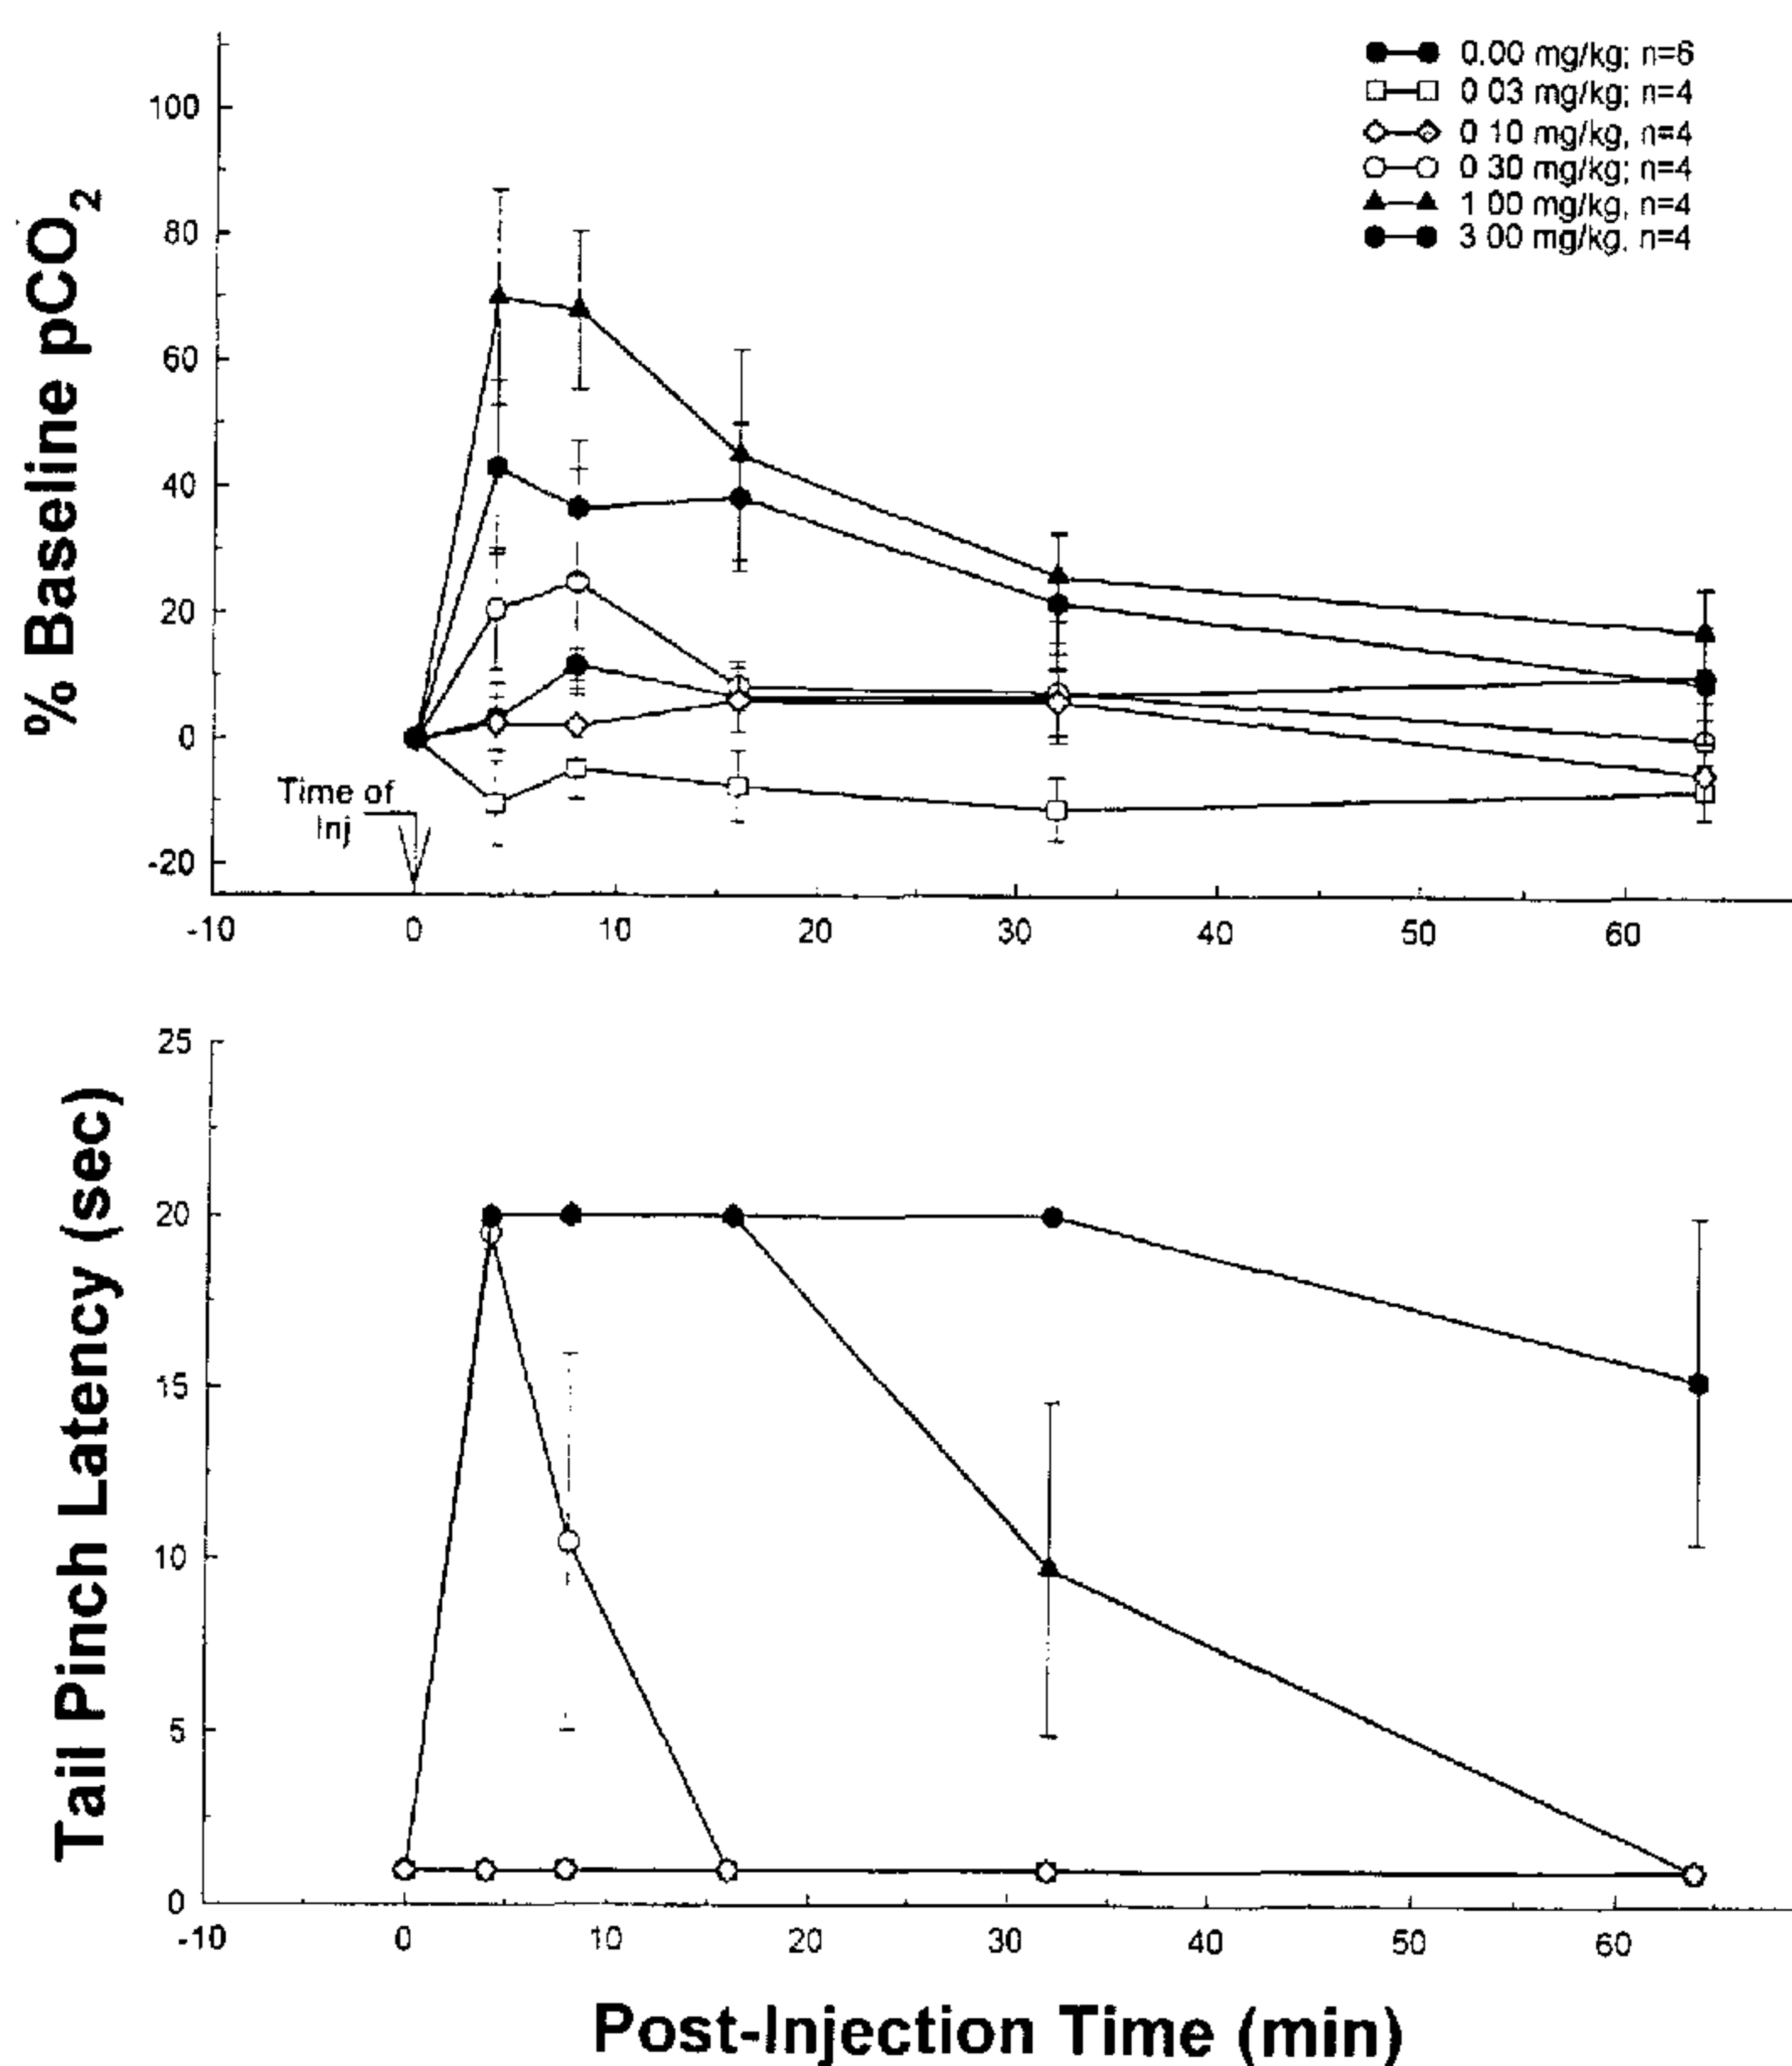 % Baseline pCO2
100
80
60
40
20
0
-20
0.00 mg/kg; n=6
0 03 mg/kg; n=4
0 10 mg/kg, n=4
0 30 mg/kg; n=4
1 00 mg/kg, n=4
3 00 mg/kg, n=4
Time of
Inj
-10 0 10 20 30 40 50 60
Tail Pinch Latency (sec)
25
20
15
10
5
0
-10 0 10 20 30 40 50 60
Post-Injection Time (min)